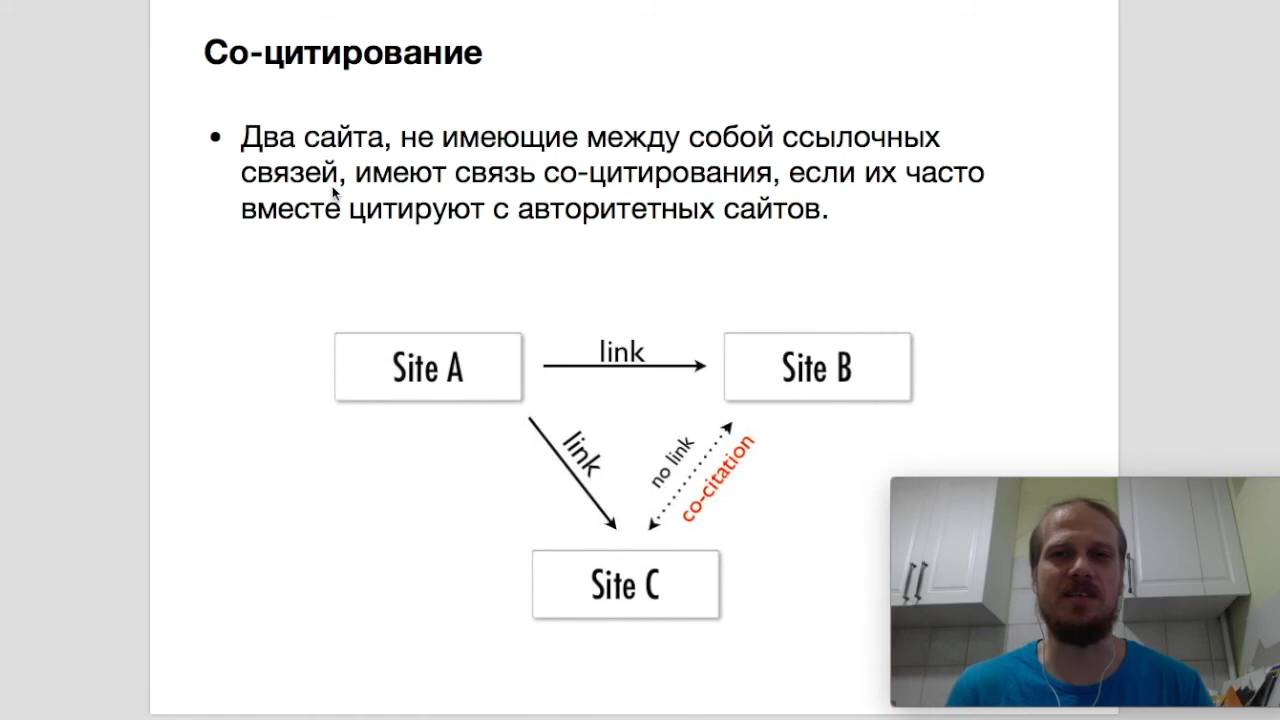 Со-цитирование
• Два сайта, не имеющие между собой ссылочных
связей, имеют связь со-цитирования, если их часто
вместе цитируют с авторитетных сайтов.
link
Site A
Site B
link
no link
co-citation
Site C